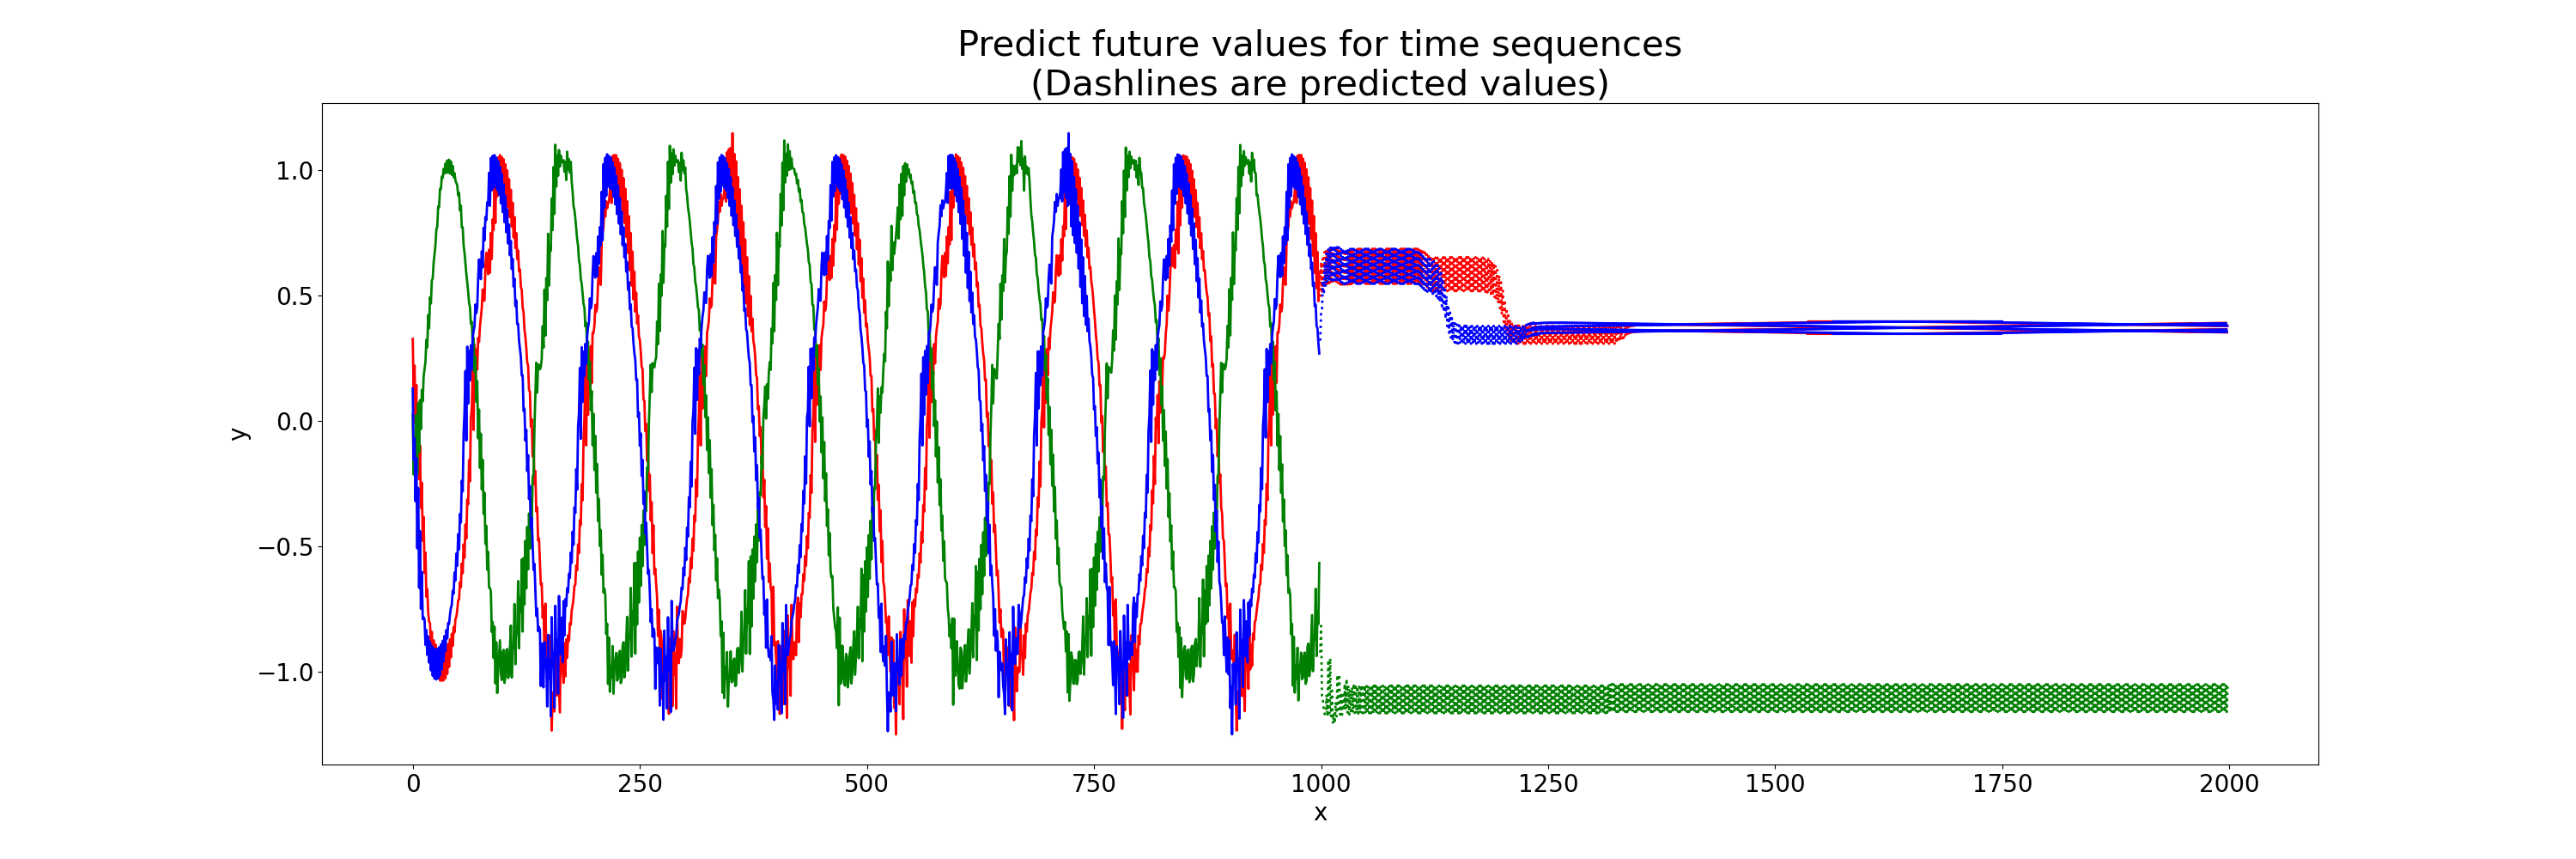 Predict future values for time sequences
(Dashlines are predicted values)
1.0
0.5
0.0
−0.5
−1.0
y
0 250 500 750 1000 1250 1500 1750 2000
x